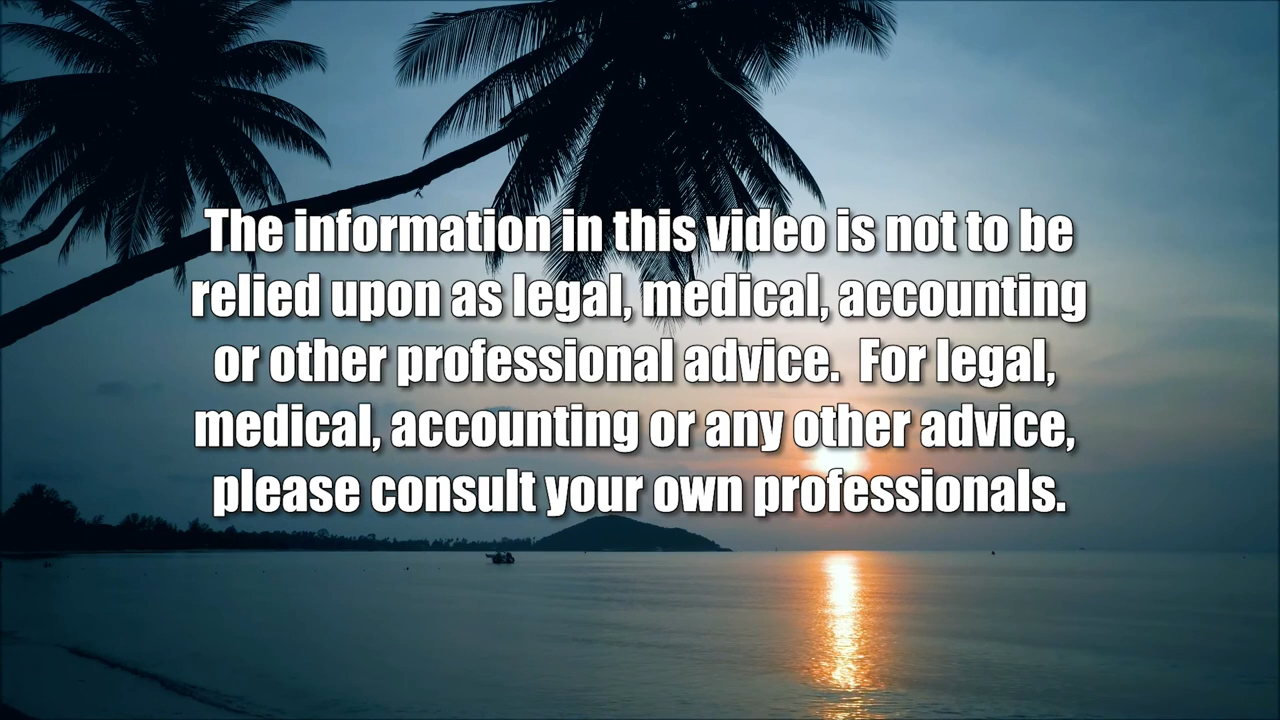 The information in this video is not to be
relied upon as legal, medical, accounting
or other professional advice.  For legal,
medical, accounting or any other advice,
please consult your own professionals.